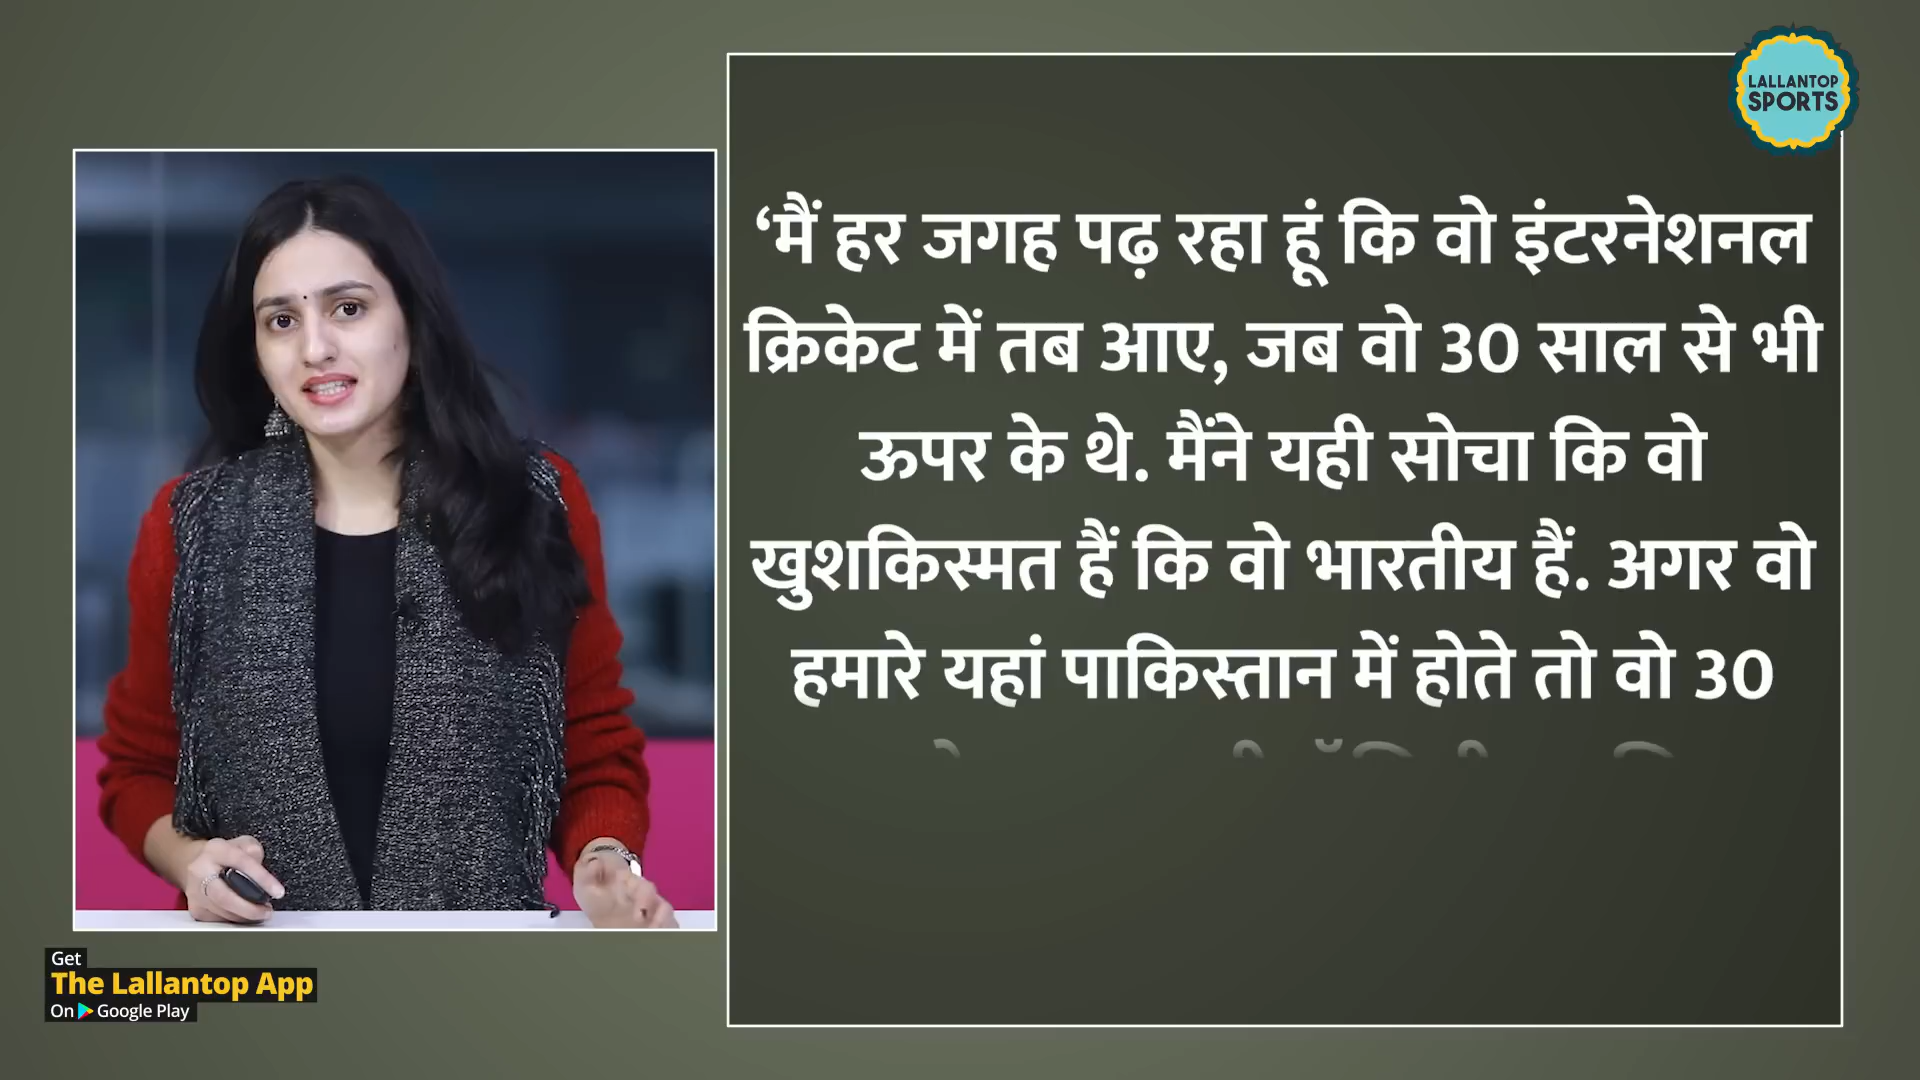 LALLANTOP
SPORTS
‘मैं हर जगह पढ़ रहा हूं कि वो इंटरनेशनल
क्रिकेट में तब आए, जब वो 30 साल से भी
ऊपर के थे. मैंने यही सोचा कि वो
खुशकिस्मत हैं कि वो भारतीय हैं. अगर वो
हमारे यहां पाकिस्तान में होते तो वो 30
Get
The Lallantop App
On Google Play